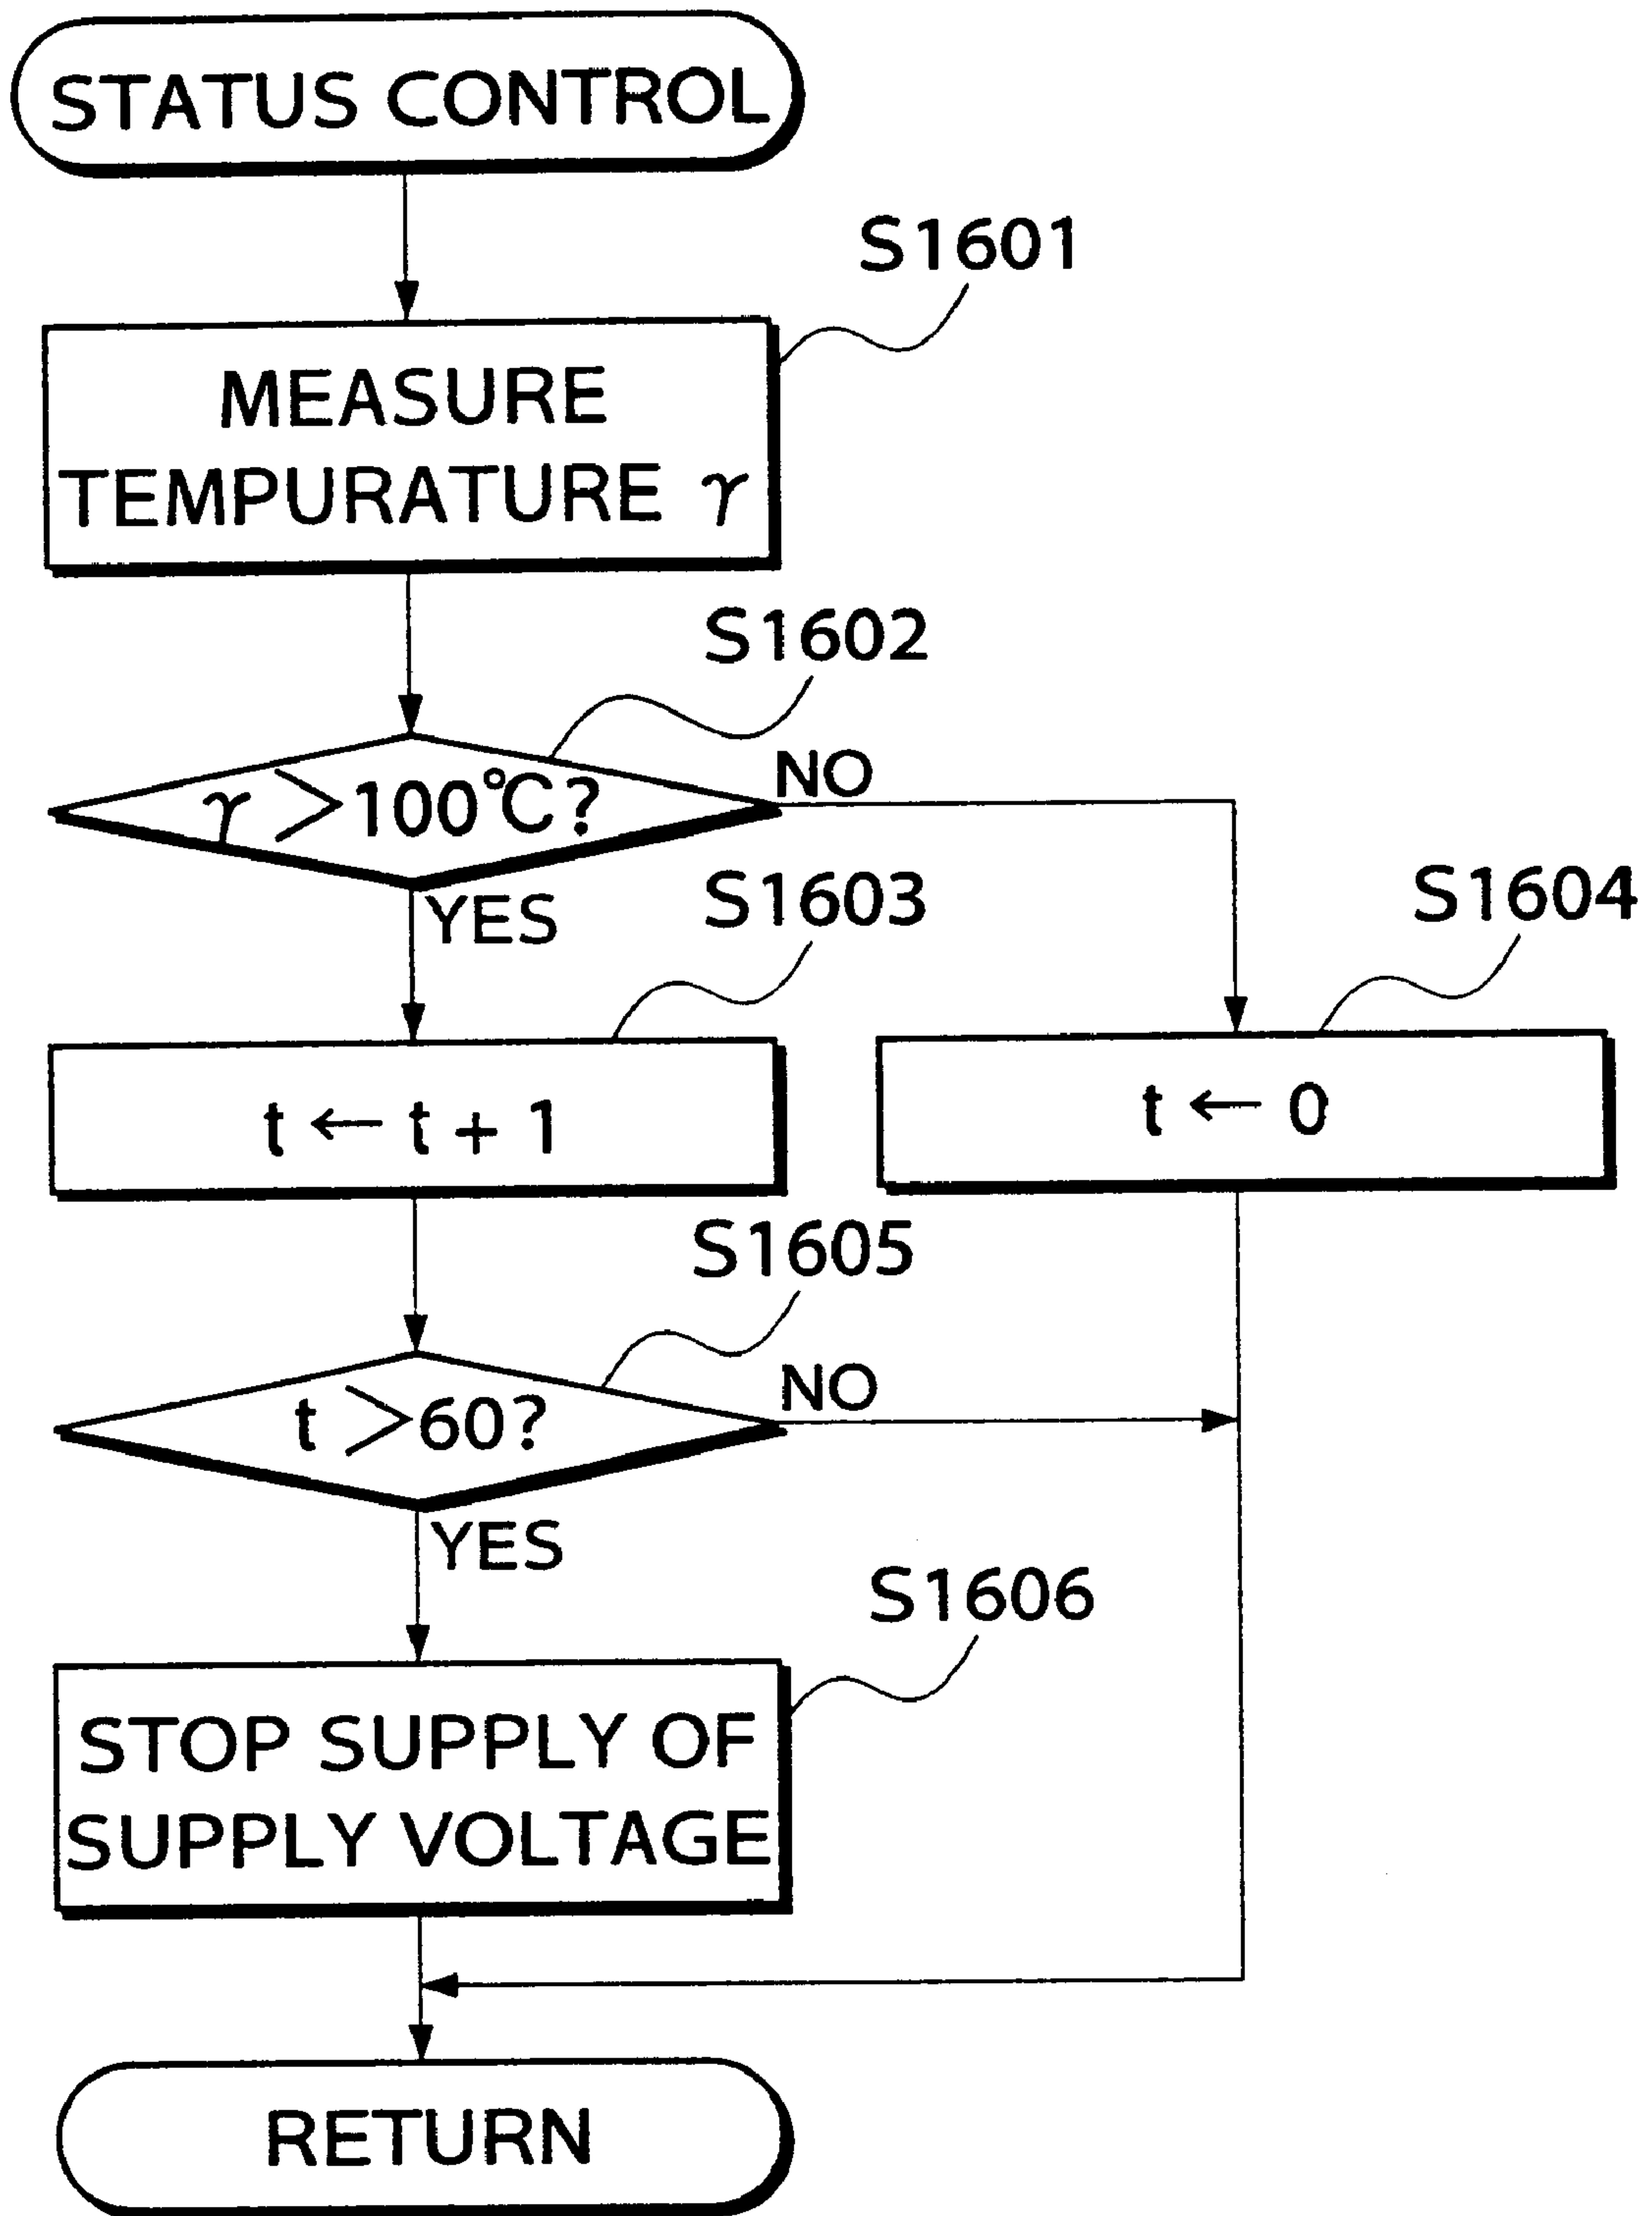 STATUS CONTROL
S1601
MEASURE
TEMPURATURE γ
S1602
γ >100℃?
NO
YES
S1603
S1604
t ← t + 1
t ← 0
S1605
t >60?
NO
YES
S1606
STOP SUPPLY OF
SUPPLY VOLTAGE
RETURN